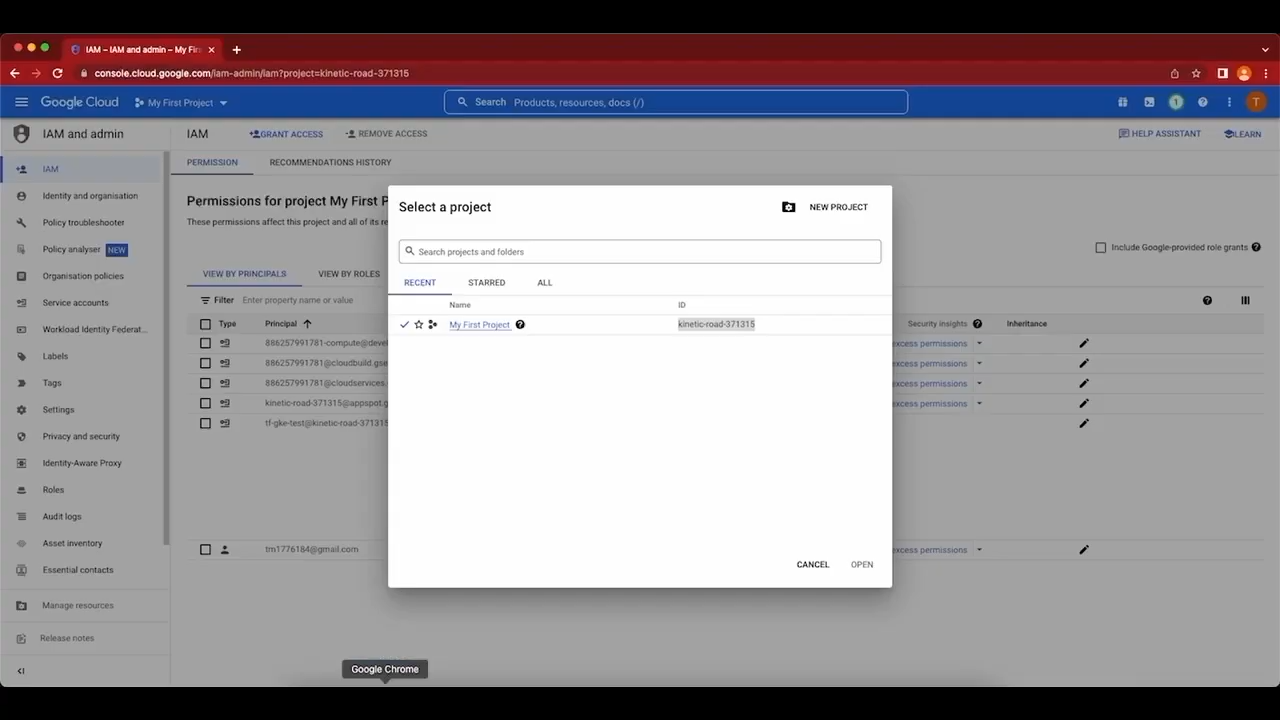 IAM – IAM and admin – My Firs
console.cloud.google.com/iam-admin/iam?project=kinetic-road-371315
Google Cloud My First Project Search Products, resources, docs (/) 1 T
IAM and admin IAM GRANT ACCESS REMOVE ACCESS HELP ASSISTANT LEARN
PERMISSION RECOMMENDATIONS HISTORY
IAM
Identity and organisation
Policy troubleshooter
Policy analyser NEW
Organisation policies
Service accounts
Workload Identity Federat...
Labels
Tags
Settings
Privacy and security
Identity-Aware Proxy
Roles
Audit logs
Asset inventory
Essential contacts
Manage resources
Release notes
Permissions for project My First P
These permissions affect this project and all of its re
Include Google-provided role grants
VIEW BY PRINCIPALS VIEW BY ROLES
Filter Enter property name or value
Type Principal Security insights Inheritance
886257991781-compute@devel excess permissions
886257991781@cloudbuild.gse excess permissions
886257991781@cloudservices. excess permissions
kinetic-road-371315@appspot.g excess permissions
tf-gke-test@kinetic-road-371315
tm1776184@gmail.com excess permissions
Select a project NEW PROJECT
Search projects and folders
RECENT STARRED ALL
Name ID
My First Project kinetic-road-371315
CANCEL OPEN
Google Chrome